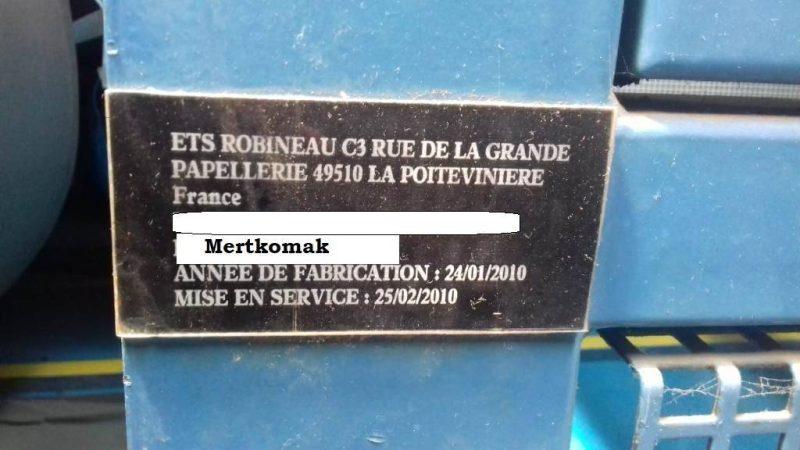 ETS ROBINEAU C3 RUE DE LA GRANDE
PAPELLERIE 49510 LA POITEVINIERE
France
Mertkomak
ANNEE DE FABRICATION : 24/01/2010
MISE EN SERVICE : 25/02/2010